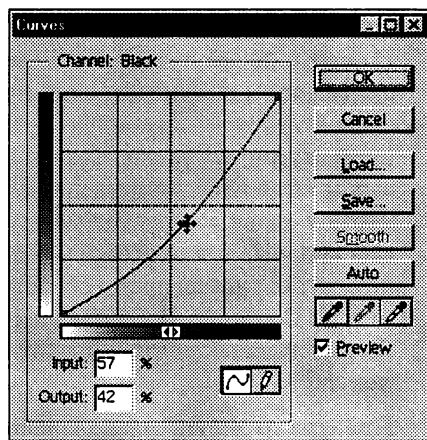 Curves
Channel: Black
OK
Cancel
Load...
Save...
Smooth
Auto
Preview
Input: 57 %
Output: 42 %